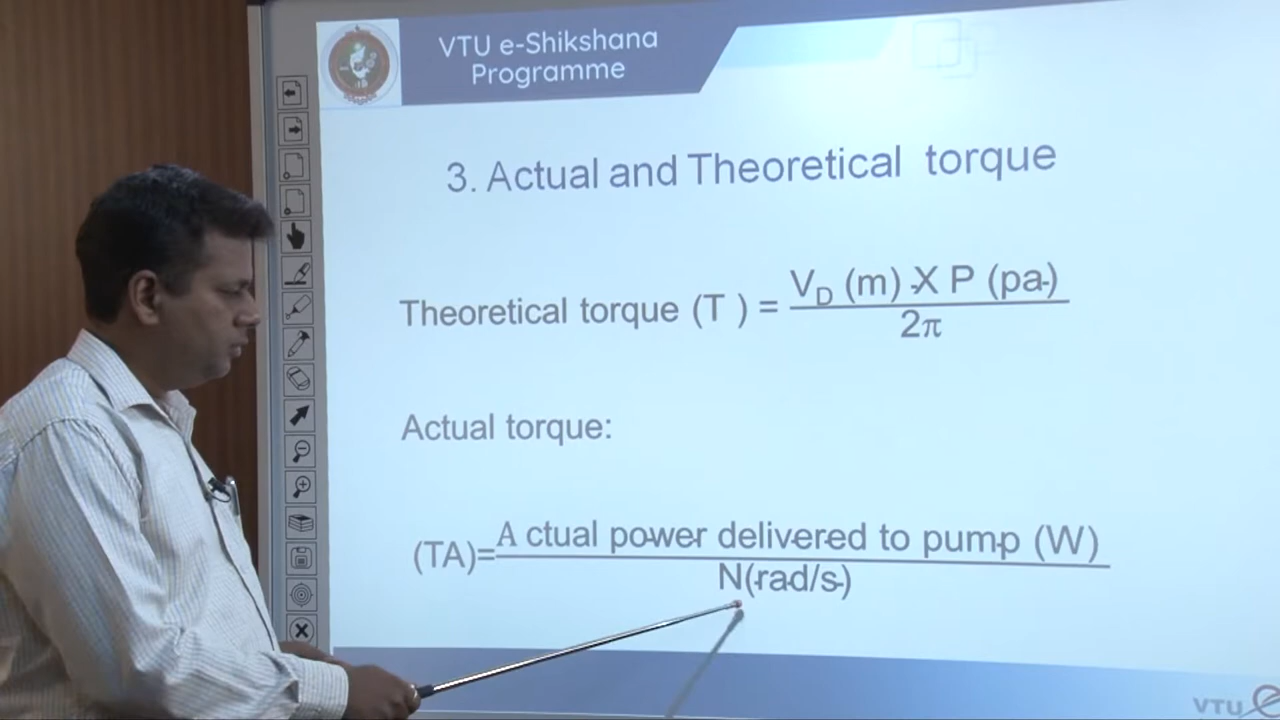 VTU e-Shikshana
Programme
3. Actual and Theoretical torque
Theoretical torque (T ) = V_D (m) X P (pa)
2π
Actual torque:
(TA)= A ctual power delivered to pump (W)
N(rad/s)
VTU e